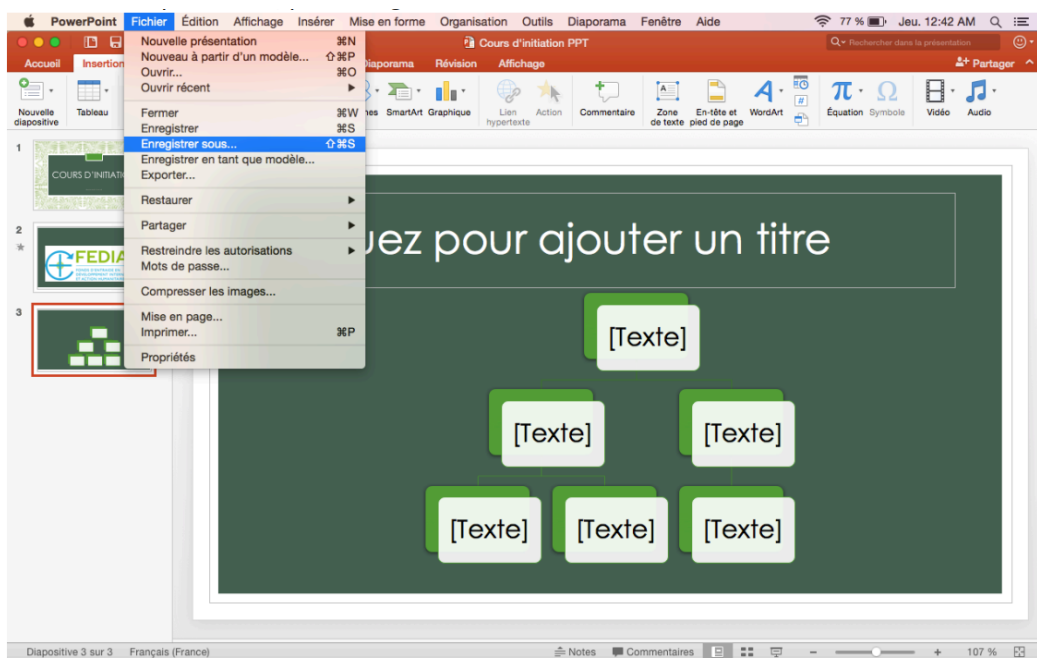 PowerPoint Fichier Édition Affichage Insérer Mise en forme Organisation Outils Diaporama Fenêtre Aide 77 % Jeu. 12:42 AM
Cours d'initiation PPT
Rechercher dans la présentation
Accueil Insertion Diaporama Révision Affichage Partager
Nouvelle diapositive
Tableau
SmartArt Graphique
Lien hypertexte
Action
Commentaire
Zone de texte
En-tête et pied de page
WordArt
Équation Symbole
Vidéo Audio
Nouvelle présentation ⌘N
Nouveau à partir d'un modèle... ⇧⌘P
Ouvrir... ⌘O
Ouvrir récent
Fermer ⌘W
Enregistrer ⌘S
Enregistrer sous... ⇧⌘S
Enregistrer en tant que modèle...
Exporter...
Restaurer
Partager
Restreindre les autorisations
Mots de passe...
Compresser les images...
Mise en page...
Imprimer... ⌘P
Propriétés
1
COURS D'INITIATI
2
FEDIA
3
uez pour ajouter un titre
[Texte]
[Texte] [Texte]
[Texte] [Texte] [Texte]
Diapositive 3 sur 3 Français (France) Notes Commentaires 107 %